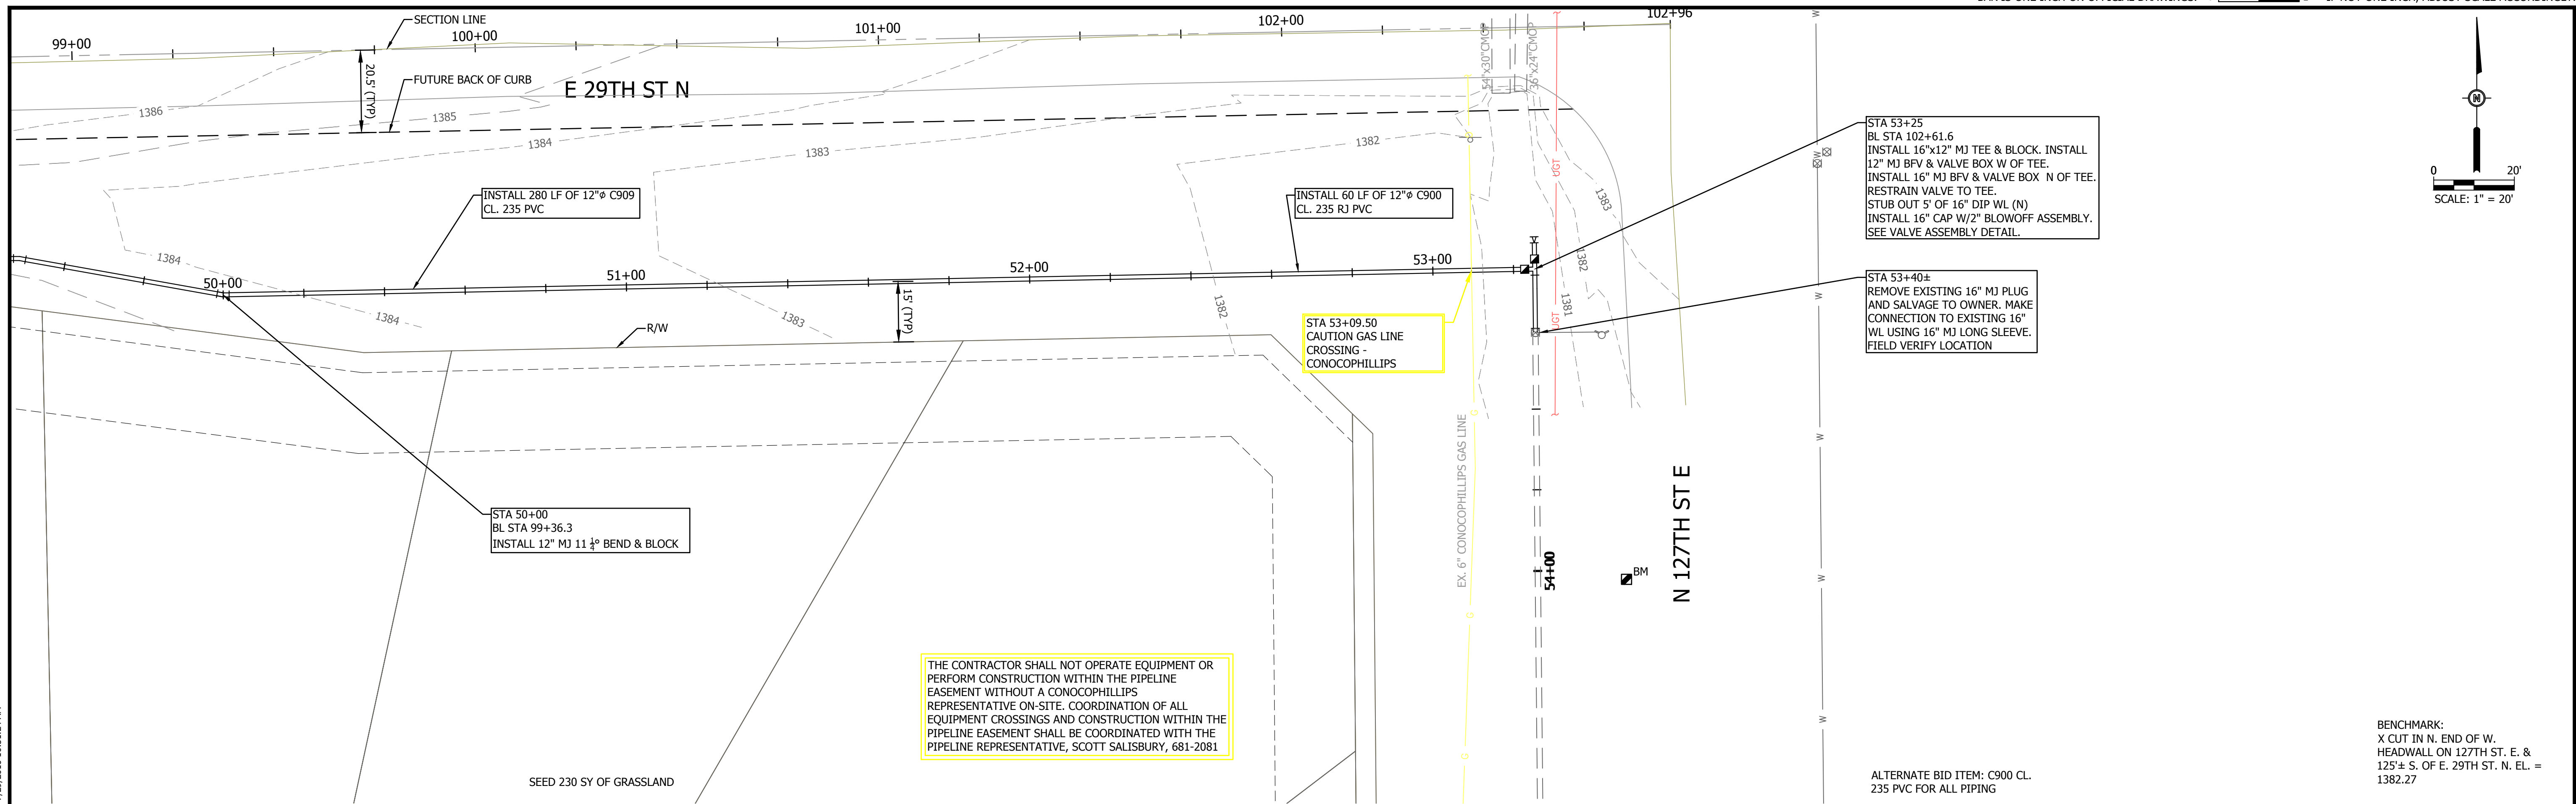 99+00
SECTION LINE
100+00
101+00
102+00
102+96
20.5' (TYP)
FUTURE BACK OF CURB
E 29TH ST N
54"x30"CMOP
36"x24"CMOP
W
1386
1385
1384
1383
1382
UGT
1383
W
N
0 20'
SCALE: 1" = 20'
STA 53+25
BL STA 102+61.6
INSTALL 16"x12" MJ TEE & BLOCK. INSTALL
12" MJ BFV & VALVE BOX W OF TEE.
INSTALL 16" MJ BFV & VALVE BOX N OF TEE.
RESTRAIN VALVE TO TEE.
STUB OUT 5' OF 16" DIP WL (N)
INSTALL 16" CAP W/2" BLOWOFF ASSEMBLY.
SEE VALVE ASSEMBLY DETAIL.
INSTALL 280 LF OF 12"ϕ C909
CL. 235 PVC
INSTALL 60 LF OF 12"ϕ C900
CL. 235 RJ PVC
1384
50+00
51+00
52+00
53+00
1382
W
15' (TYP)
1384
1383
1382
1381
UGT
R/W
STA 53+09.50
CAUTION GAS LINE
CROSSING -
CONOCOPHILLIPS
STA 53+40±
REMOVE EXISTING 16" MJ PLUG
AND SALVAGE TO OWNER. MAKE
CONNECTION TO EXISTING 16"
WL USING 16" MJ LONG SLEEVE.
FIELD VERIFY LOCATION
G
W
EX. 6" CONOCOPHILLIPS GAS LINE
STA 50+00
BL STA 99+36.3
INSTALL 12" MJ 11 ¼° BEND & BLOCK
54+00
BM
N 127TH ST E
W
G
THE CONTRACTOR SHALL NOT OPERATE EQUIPMENT OR
PERFORM CONSTRUCTION WITHIN THE PIPELINE
EASEMENT WITHOUT A CONOCOPHILLIPS
REPRESENTATIVE ON-SITE. COORDINATION OF ALL
EQUIPMENT CROSSINGS AND CONSTRUCTION WITHIN THE
PIPELINE EASEMENT SHALL BE COORDINATED WITH THE
PIPELINE REPRESENTATIVE, SCOTT SALISBURY, 681-2081
W
G
SEED 230 SY OF GRASSLAND
ALTERNATE BID ITEM: C900 CL.
235 PVC FOR ALL PIPING
BENCHMARK:
X CUT IN N. END OF W.
HEADWALL ON 127TH ST. E. &
125'± S. OF E. 29TH ST. N. EL. =
1382.27